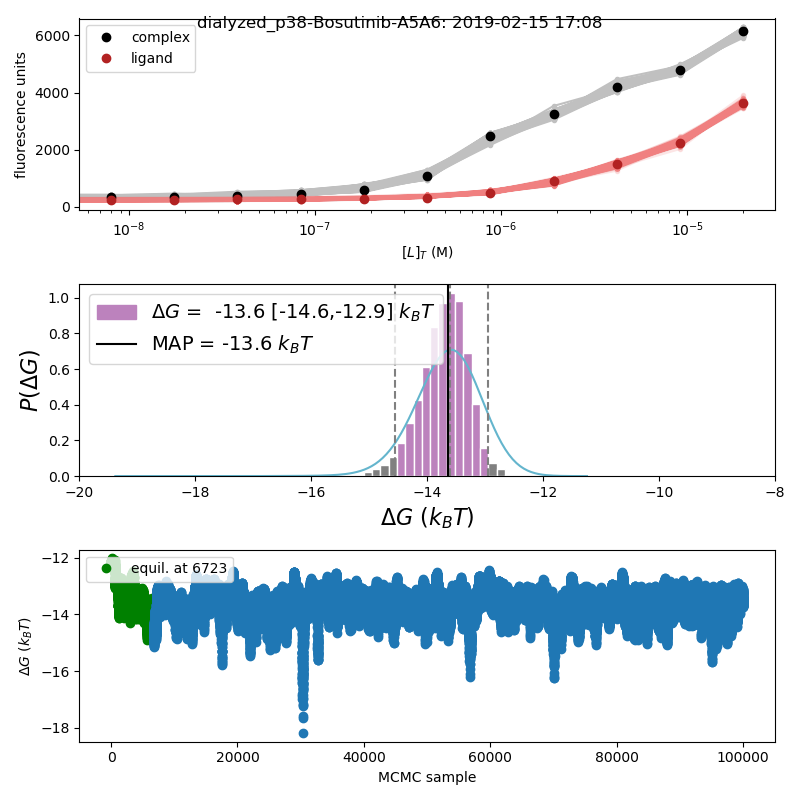 dialyzed_p38-Bosutinib-A5A6: 2019-02-15 17:08
fluorescence units
6000
4000
2000
0
complex
ligand
10⁻⁸
10⁻⁷
10⁻⁶
10⁻⁵
[L]_T (M)
P(ΔG)
1.0
0.8
0.6
0.4
0.2
0.0
ΔG = -13.6 [-14.6,-12.9] k_BT
MAP = -13.6 k_BT
−20
−18
−16
−14
−12
−10
−8
ΔG (k_BT)
ΔG (k_BT)
−12
−14
−16
−18
equil. at 6723
0
20000
40000
60000
80000
100000
MCMC sample